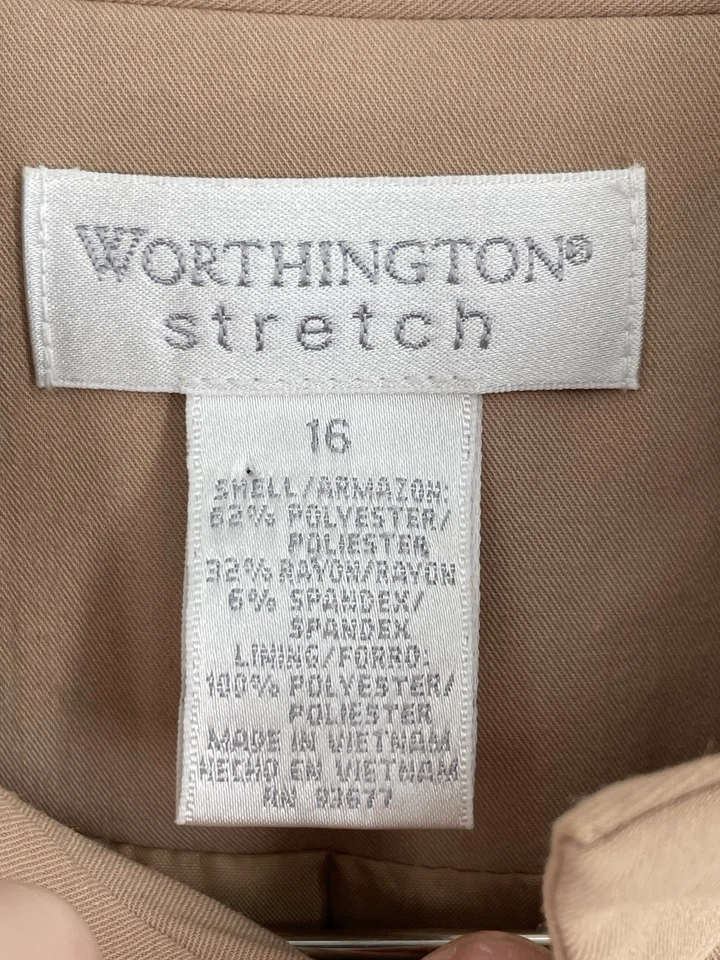 WORTHINGTON®
stretch
16
SHELL/ARMAZON:
62% POLYESTER/
POLIESTER
32% RAYON/RAYON
6% SPANDEX/
SPANDEX
LINING/FORRO:
100% POLYESTER/
POLIESTER
MADE IN VIETNAM
HECHO EN VIETNAM
RN 93677